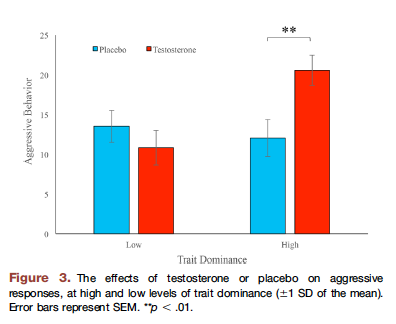 25
Placebo Testosterone
**
20
Aggressive Behavior
15
10
5
0
Low High
Trait Dominance
Figure 3. The effects of testosterone or placebo on aggressive
responses, at high and low levels of trait dominance (±1 SD of the mean).
Error bars represent SEM. **p < .01.